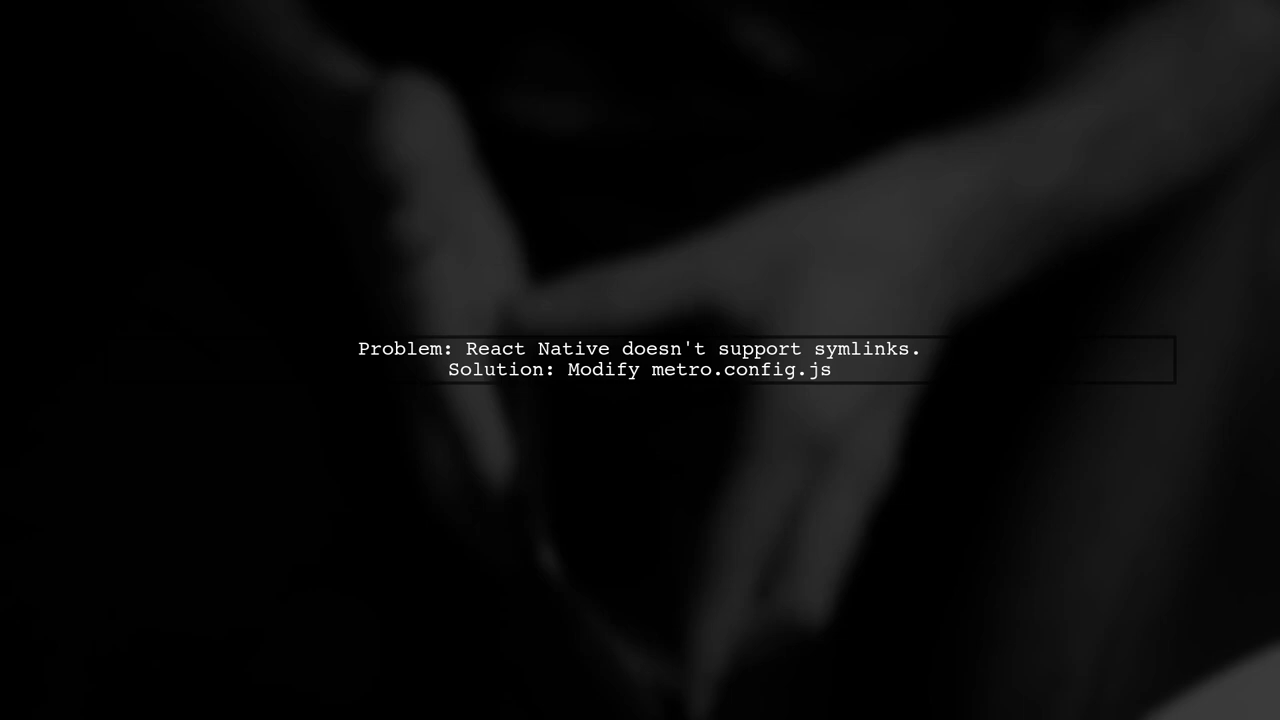 Problem: React Native doesn't support symlinks.
Solution: Modify metro.config.js